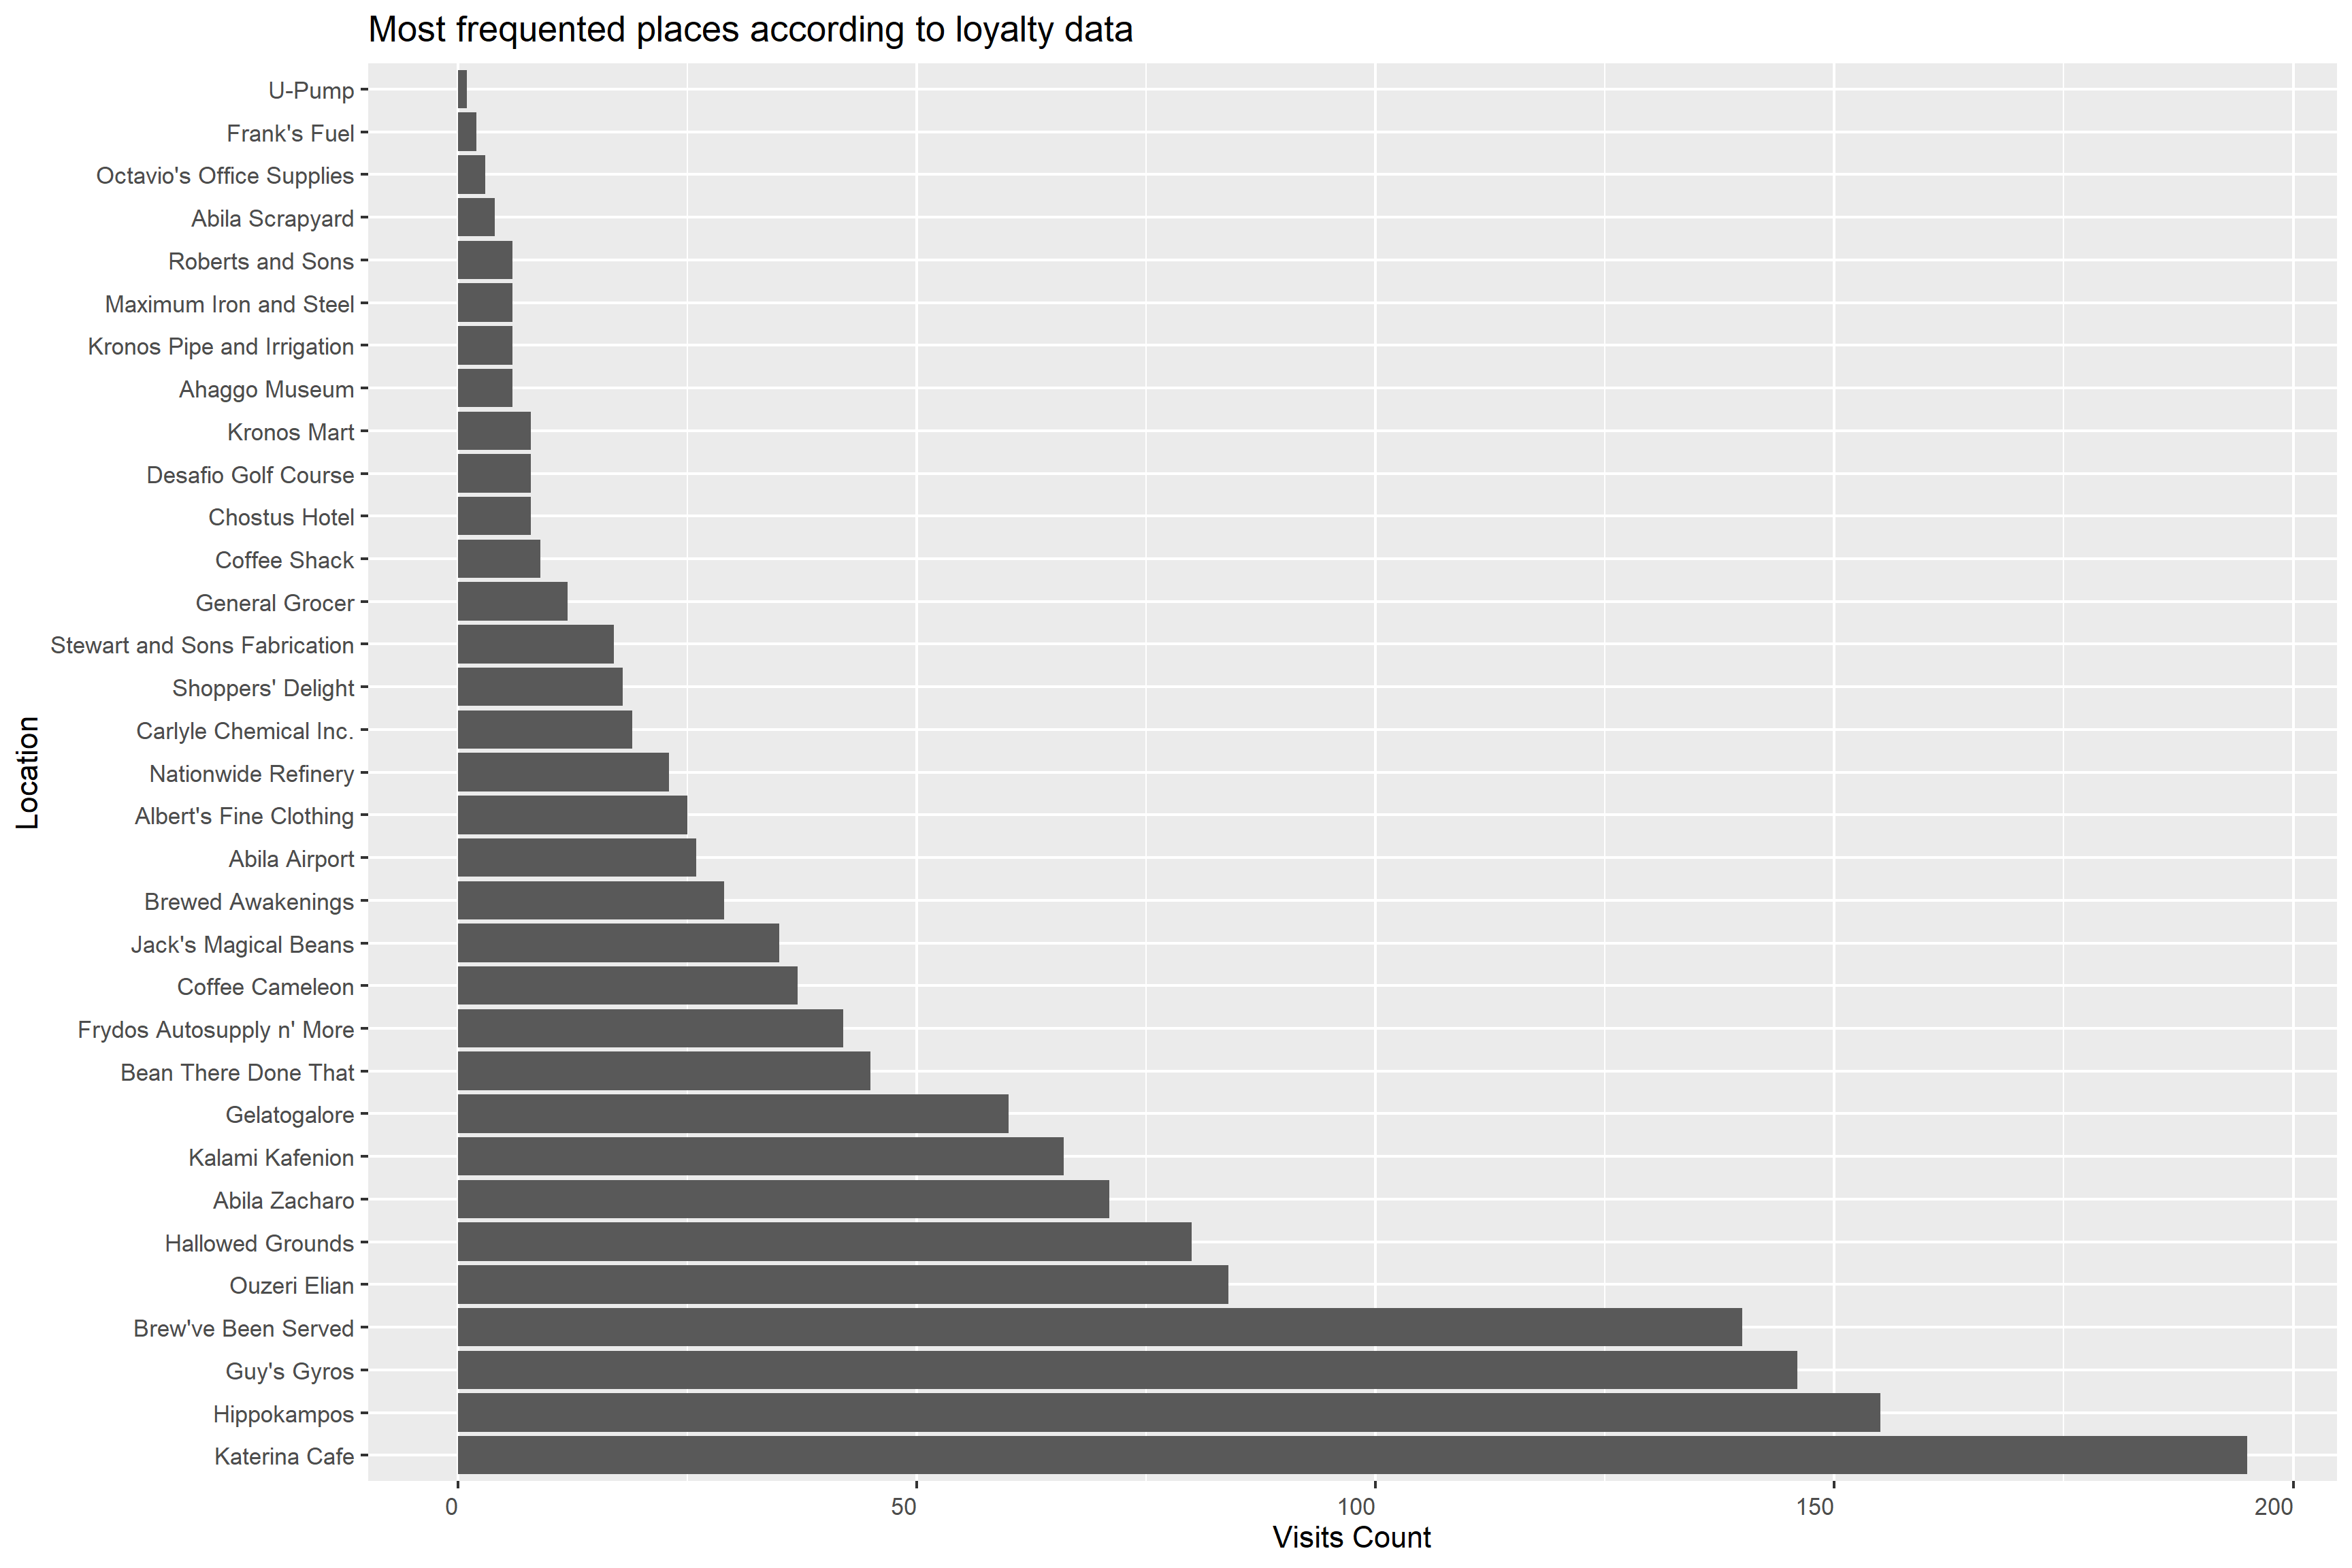 Most frequented places according to loyalty data
U-Pump
Frank's Fuel
Octavio's Office Supplies
Abila Scrapyard
Roberts and Sons
Maximum Iron and Steel
Kronos Pipe and Irrigation
Ahaggo Museum
Kronos Mart
Desafio Golf Course
Chostus Hotel
Coffee Shack
General Grocer
Stewart and Sons Fabrication
Shoppers' Delight
Carlyle Chemical Inc.
Nationwide Refinery
Albert's Fine Clothing
Abila Airport
Brewed Awakenings
Jack's Magical Beans
Coffee Cameleon
Frydos Autosupply n' More
Bean There Done That
Gelatogalore
Kalami Kafenion
Abila Zacharo
Hallowed Grounds
Ouzeri Elian
Brew've Been Served
Guy's Gyros
Hippokampos
Katerina Cafe
Location
0 50 100 150 200
Visits Count